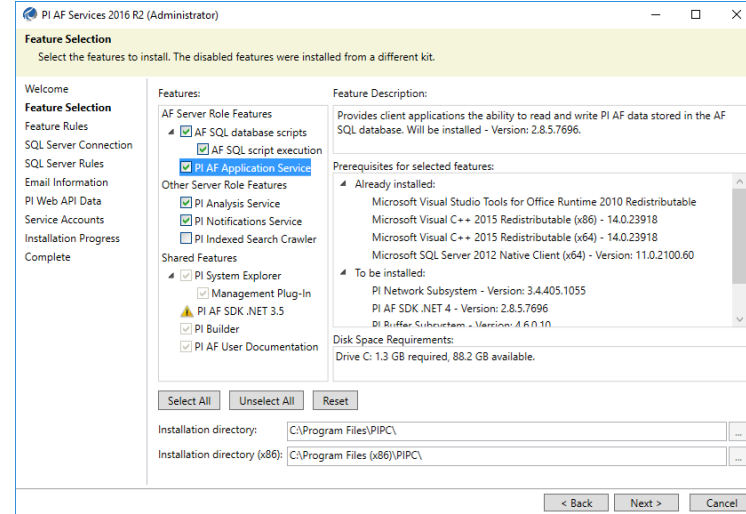 PI AF Services 2016 R2 (Administrator)
Feature Selection
Select the features to install. The disabled features were installed from a different kit.
Welcome
Feature Selection
Feature Rules
SQL Server Connection
SQL Server Rules
Email Information
PI Web API Data
Service Accounts
Installation Progress
Complete
Features:
AF Server Role Features
AF SQL database scripts
AF SQL script execution
PI AF Application Service
Other Server Role Features
PI Analysis Service
PI Notifications Service
PI Indexed Search Crawler
Shared Features
PI System Explorer
Management Plug-In
PI AF SDK .NET 3.5
PI Builder
PI AF User Documentation
Feature Description:
Provides client applications the ability to read and write PI AF data stored in the AF
SQL database. Will be installed - Version: 2.8.5.7696.
Prerequisites for selected features:
Already installed:
Microsoft Visual Studio Tools for Office Runtime 2010 Redistributable
Microsoft Visual C++ 2015 Redistributable (x86) - 14.0.23918
Microsoft Visual C++ 2015 Redistributable (x64) - 14.0.23918
Microsoft SQL Server 2012 Native Client (x64) - Version: 11.0.2100.60
To be installed:
PI Network Subsystem - Version: 3.4.405.1055
PI AF SDK .NET 4 - Version: 2.8.5.7696
PI Buffer Subsystem - Version: 4.6.0.10
Disk Space Requirements:
Drive C: 1.3 GB required, 88.2 GB available.
Select All
Unselect All
Reset
Installation directory:
C:\Program Files\PIPC\
...
Installation directory (x86):
C:\Program Files (x86)\PIPC\
...
< Back
Next >
Cancel